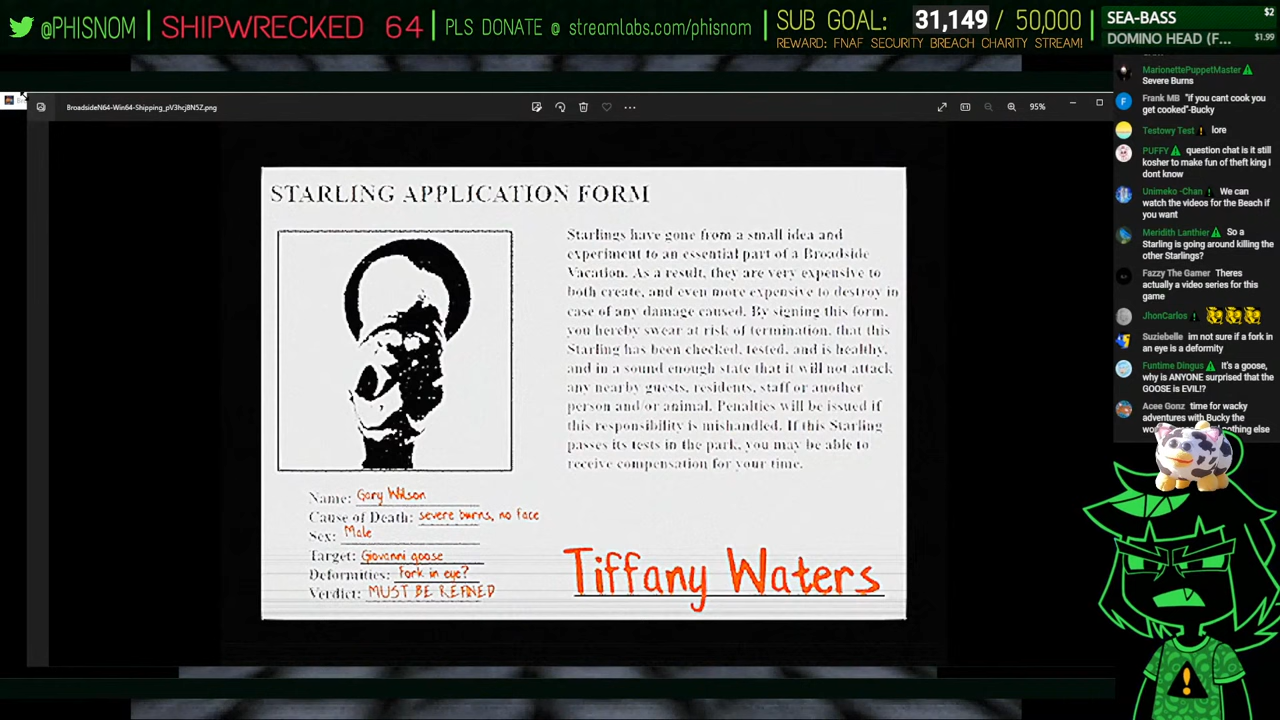 @PHISNOM | SHIPWRECKED 64 | PLS DONATE @ streamlabs.com/phisnom | SUB GOAL: 31,149 / 50,000
REWARD: FNAF SECURITY BREACH CHARITY STREAM!
SEA-BASS $2
DOMINO HEAD (F... $1.99
BroadsideN64-Win64-Shipping_pV3hcj8N5Z.png
95%
STARLING APPLICATION FORM
Starlings have gone from a small idea and
experiment to an essential part of a Broadside
Vacation. As a result, they are very expensive to
both create, and even more expensive to destroy in
case of any damage caused. By signing this form,
you hereby swear at risk of termination, that this
Starling has been checked, tested, and is healthy,
and in a sound enough state that it will not attack
any nearby guests, residents, staff or another
person and/or animal. Penalties will be issued if
this responsibility is mishandled. If this Starling
passes its tests in the park, you may be able to
receive compensation for your time.
Name: Gary Wilson
Cause of Death: severe burns, no face
Sex: Male
Target: Giovanni goose
Deformities: Fork in eye?
Verdict: MUST BE REFINED
Tiffany Waters
MarionettePuppetMaster
Severe Burns
Frank MB "if you cant cook you
get cooked"-Bucky
Testowy Test lore
PUFFY question chat is it still
kosher to make fun of theft king I
dont know
Unimeko -Chan We can
watch the videos for the Beach if
you want
Meridith Lanthier So a
Starling is going around killing the
other Starlings?
Fazzy The Gamer Theres
actually a video series for this
game
JhonCarlos
Suziebelle im not sure if a fork in
an eye is a deformity
Funtime Dingus It's a goose,
why is ANYONE surprised that the
GOOSE is EVIL!?
Acee Gonz time for wacky
adventures with Bucky the
nothing else